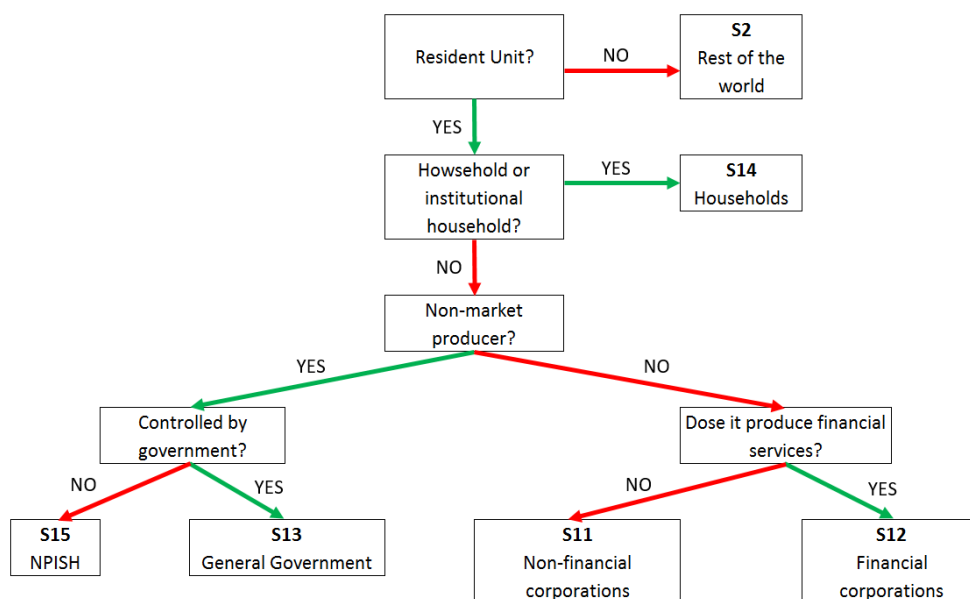 Resident Unit?
NO
S2
Rest of the
world
YES
Howsehold or
institutional
household?
YES
S14
Households
NO
Non-market
producer?
YES
NO
Controlled by
government?
Dose it produce financial
services?
NO
YES
NO
YES
S15
NPISH
S13
General Government
S11
Non-financial
corporations
S12
Financial
corporations